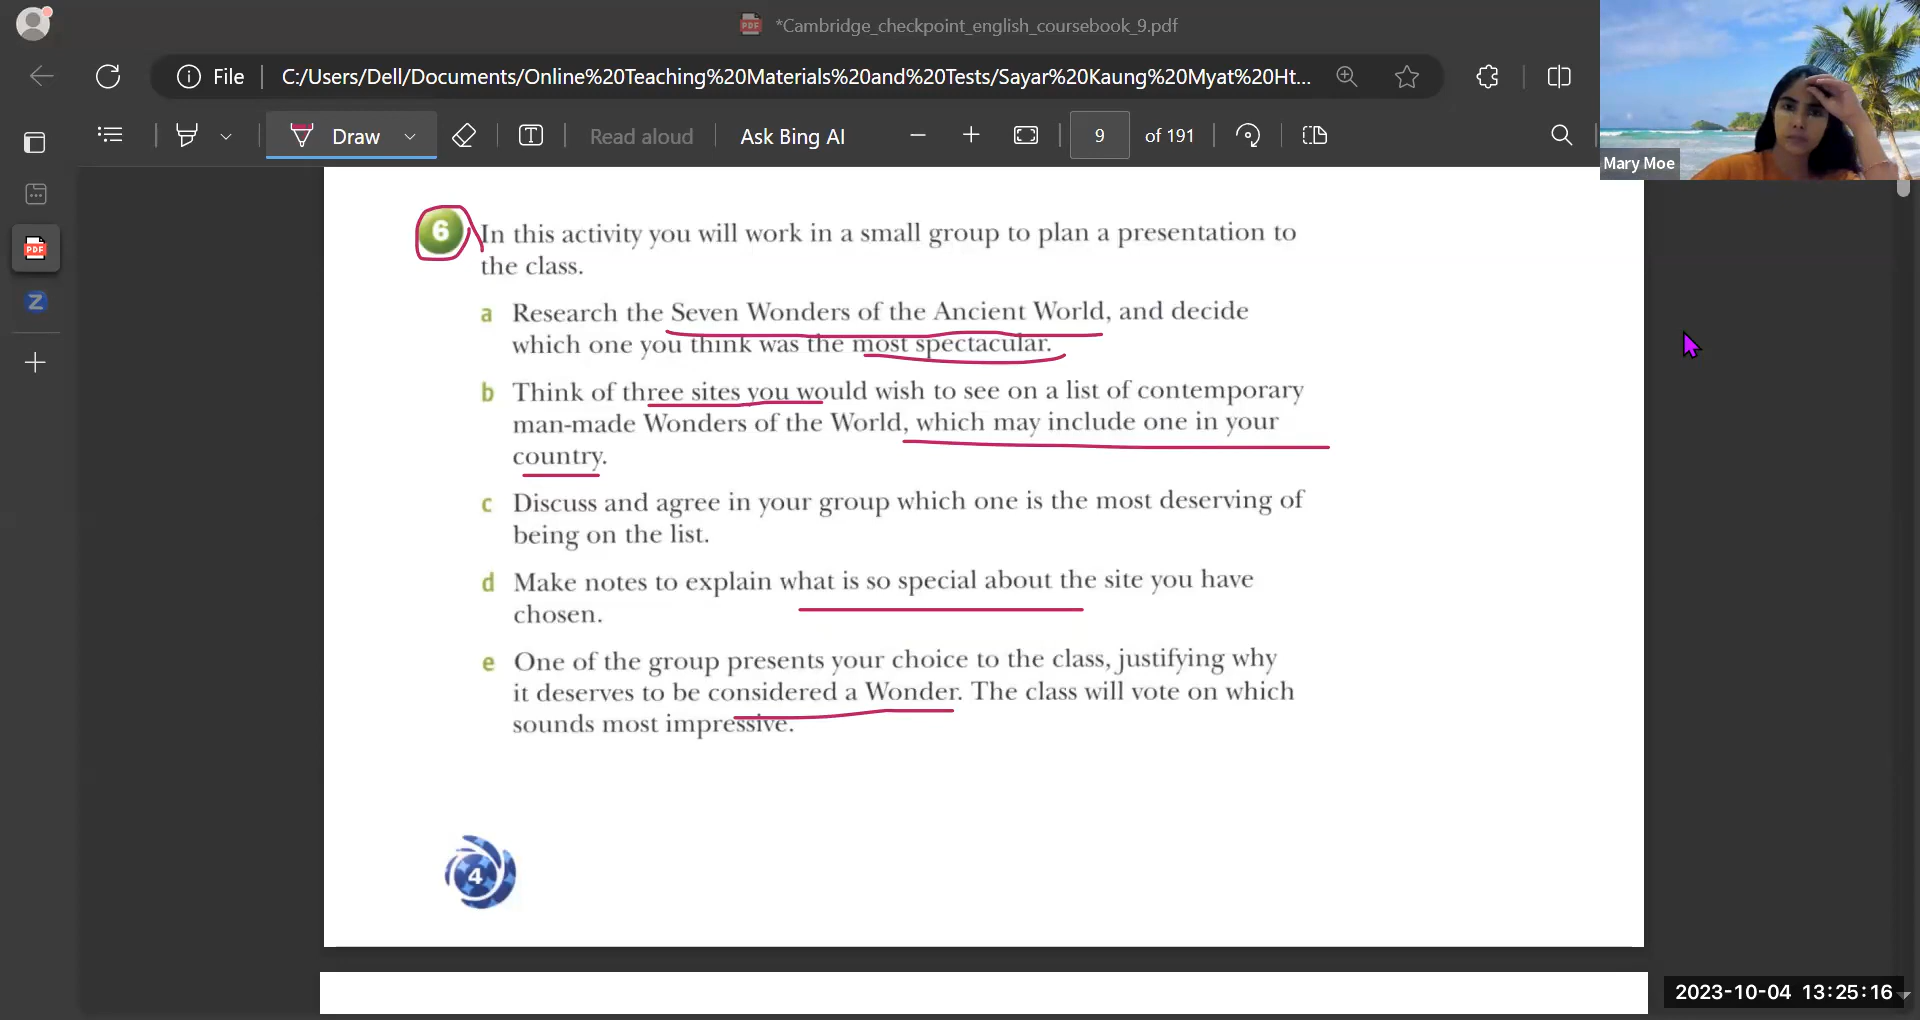 *Cambridge_checkpoint_english_coursebook_9.pdf
File
C:/Users/Dell/Documents/Online%20Teaching%20Materials%20and%20Tests/Sayar%20Kaung%20Myat%20Ht...
Draw
Read aloud
Ask Bing AI
9
of 191
Mary Moe
6 In this activity you will work in a small group to plan a presentation to
the class.
a Research the Seven Wonders of the Ancient World, and decide
which one you think was the most spectacular.
b Think of three sites you would wish to see on a list of contemporary
man-made Wonders of the World, which may include one in your
country.
c Discuss and agree in your group which one is the most deserving of
being on the list.
d Make notes to explain what is so special about the site you have
chosen.
e One of the group presents your choice to the class, justifying why
it deserves to be considered a Wonder. The class will vote on which
sounds most impressive.
4
2023-10-04 13:25:16